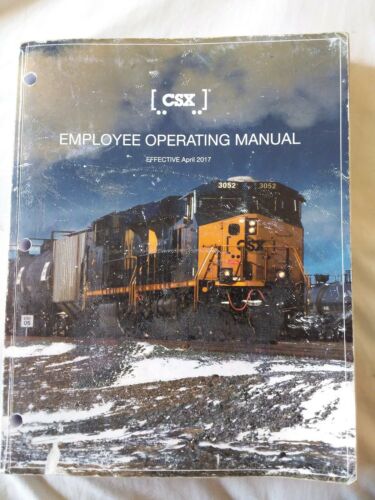 [CSX]
EMPLOYEE OPERATING MANUAL
EFFECTIVE April 2017
3052 3052
CSX